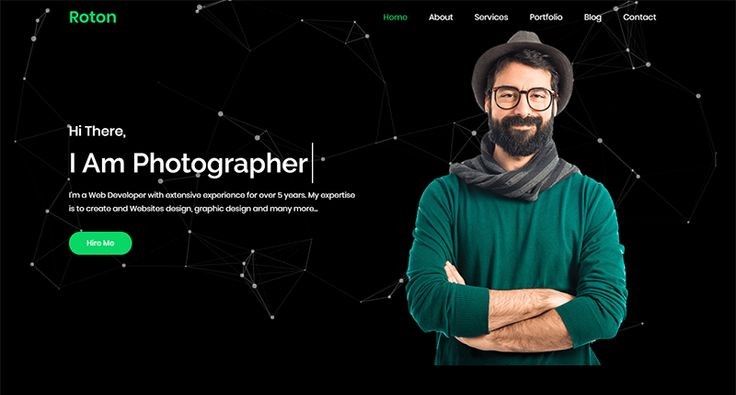 Roton
Home About Services Portfolio Blog Contact
Hi There,
I Am Photographer
I'm a Web Developer with extensive experience for over 5 years. My expertise
is to create and Websites design, graphic design and many more...
Hire Me